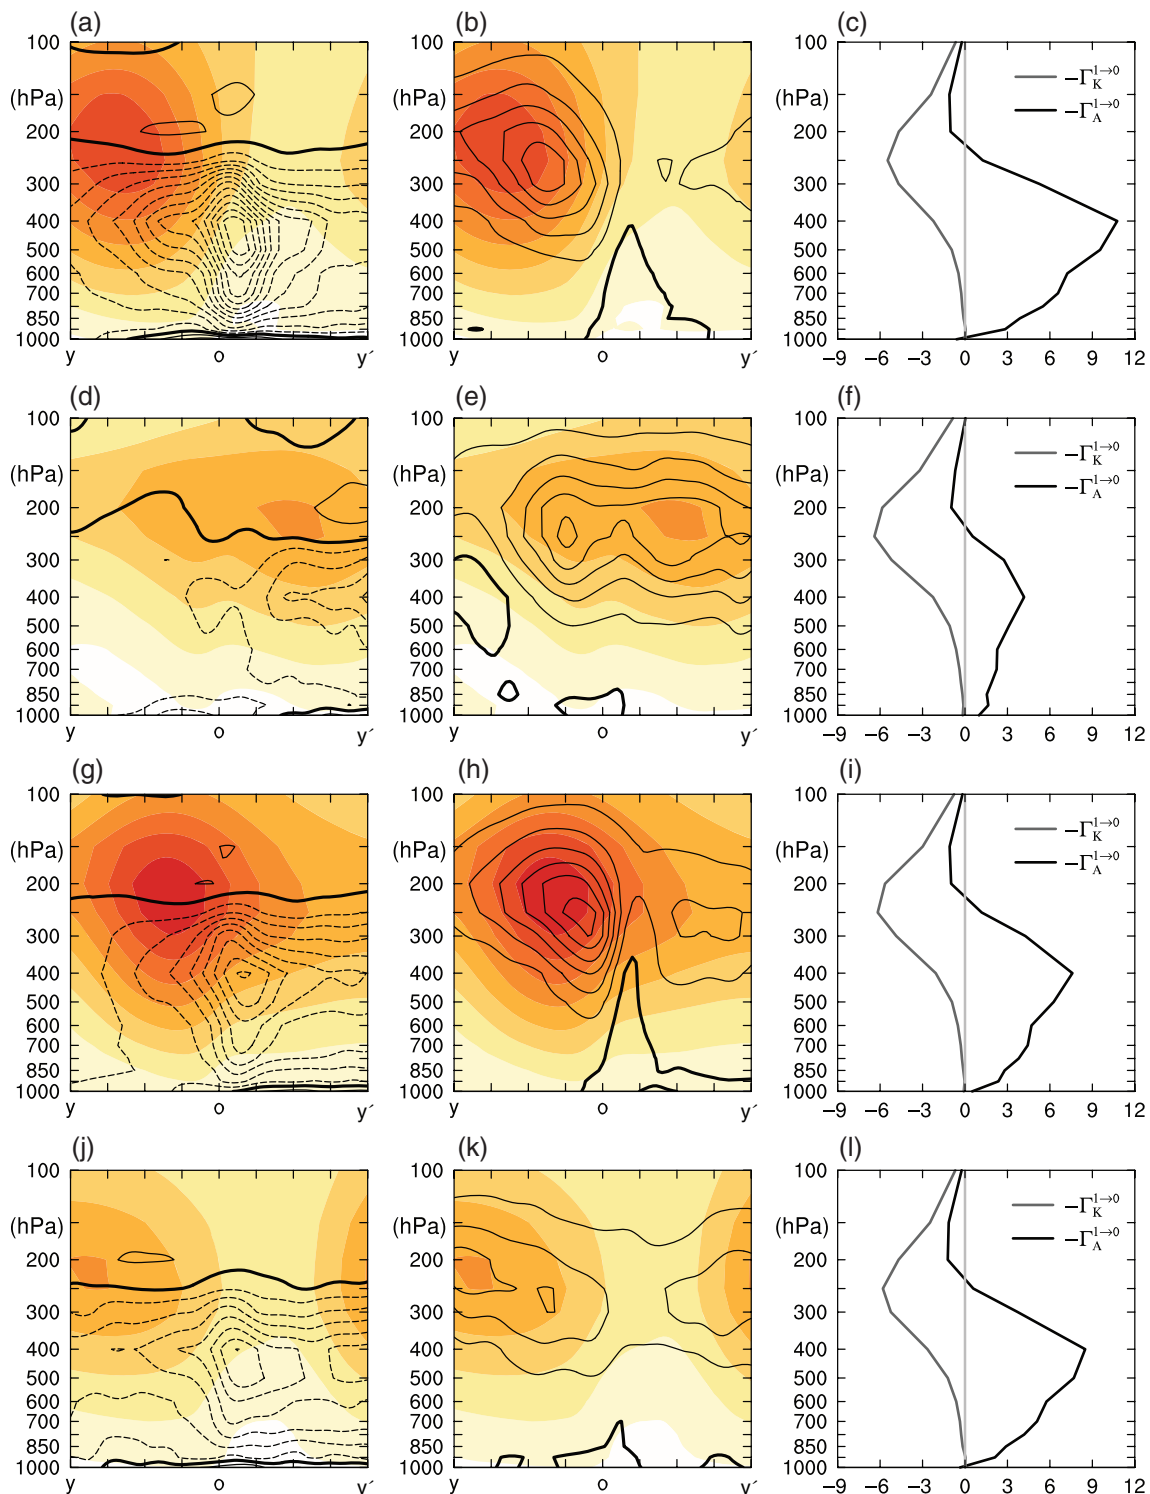 (a) (b) (c)
100 100 100
(hPa) (hPa) (hPa)
−Γ_K^{1→0}
−Γ_A^{1→0}
200 200 200
300 300 300
400 400 400
500 500 500
600 600 600
700 700 700
850 850 850
1000 1000 1000
y o y´ y o y´ −9 −6 −3 0 3 6 9 12
(d) (e) (f)
100 100 100
(hPa) (hPa) (hPa)
−Γ_K^{1→0}
−Γ_A^{1→0}
200 200 200
300 300 300
400 400 400
500 500 500
600 600 600
700 700 700
850 850 850
1000 1000 1000
y o y´ y o y´ −9 −6 −3 0 3 6 9 12
(g) (h) (i)
100 100 100
(hPa) (hPa) (hPa)
−Γ_K^{1→0}
−Γ_A^{1→0}
200 200 200
300 300 300
400 400 400
500 500 500
600 600 600
700 700 700
850 850 850
1000 1000 1000
y o y´ y o y´ −9 −6 −3 0 3 6 9 12
(j) (k) (l)
100 100 100
(hPa) (hPa) (hPa)
−Γ_K^{1→0}
−Γ_A^{1→0}
200 200 200
300 300 300
400 400 400
500 500 500
600 600 600
700 700 700
850 850 850
1000 1000 1000
y o y´ y o y´ −9 −6 −3 0 3 6 9 12